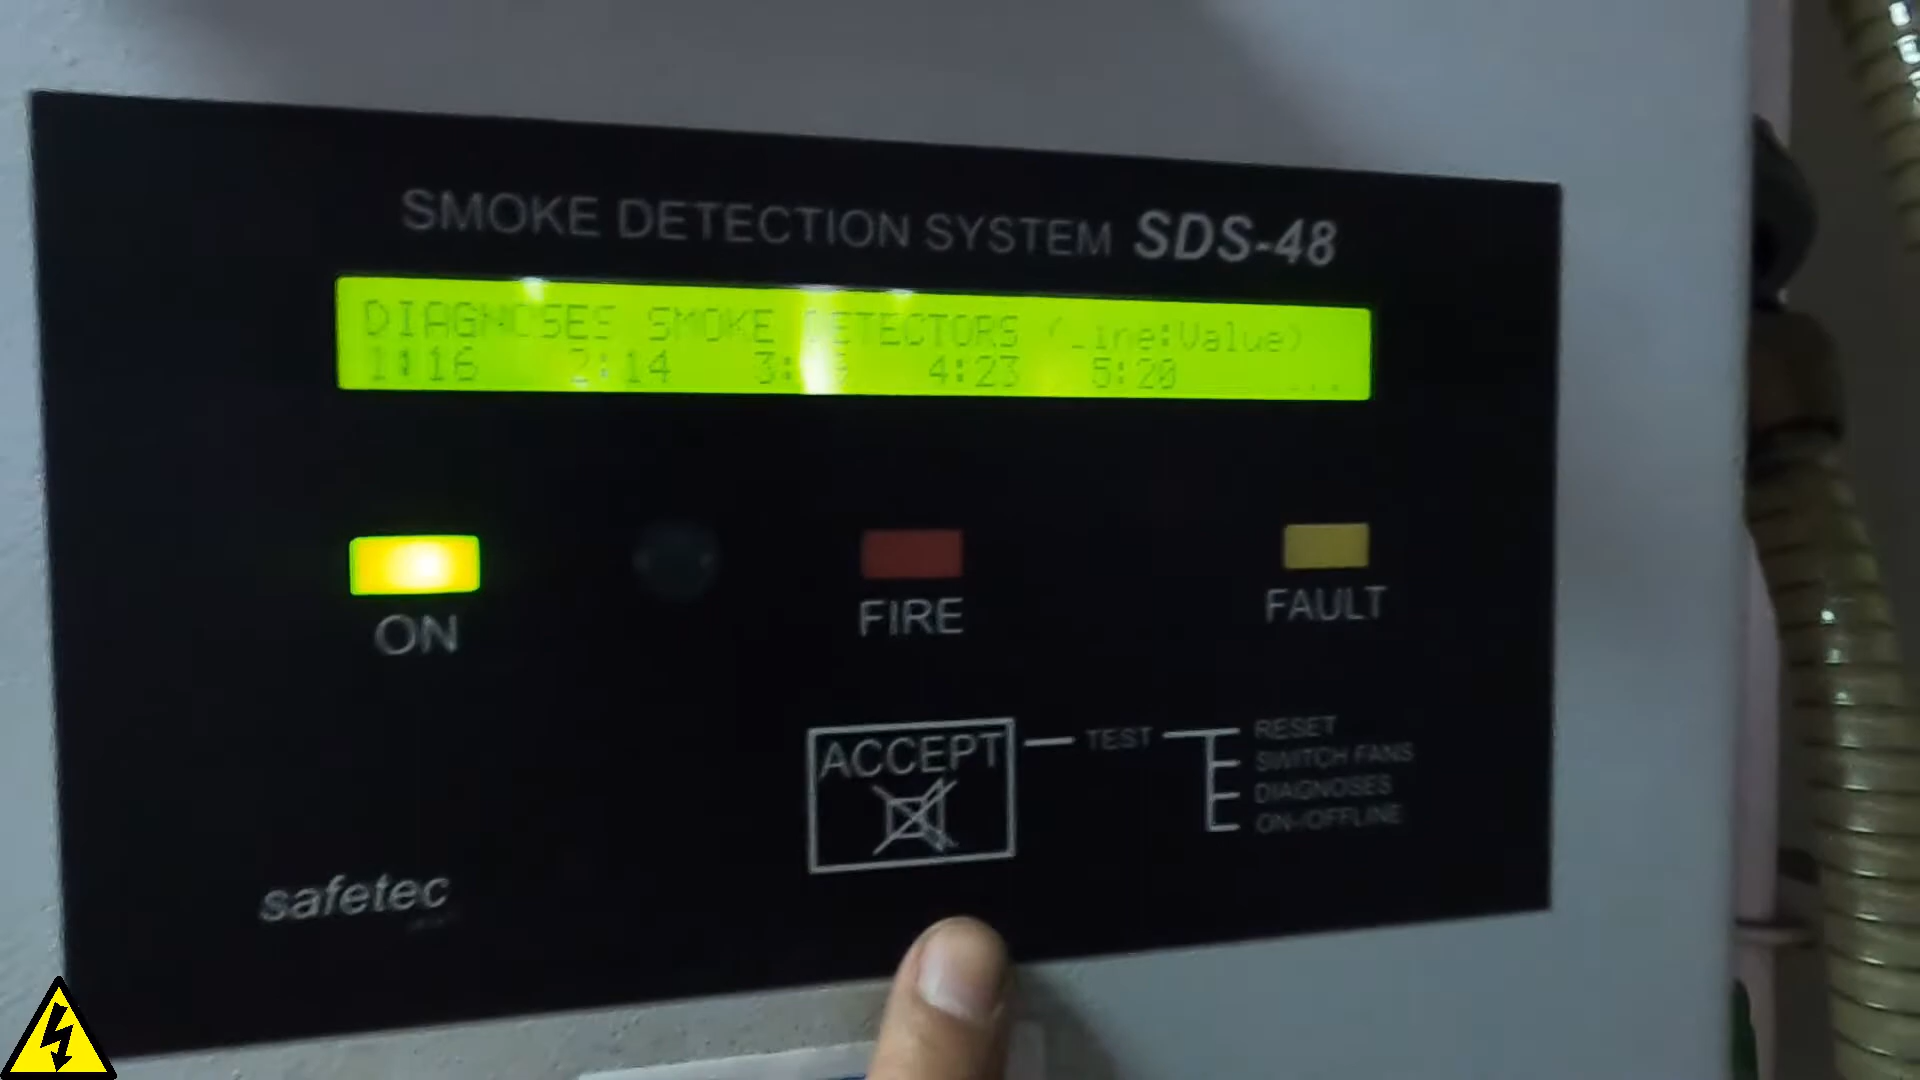 SMOKE DETECTION SYSTEM SDS-48
DIAGNOSES SMOKE DETECTORS (Line:Value)
1:16 2:14 3: 4:23 5:20 ...
ON
FIRE
FAULT
ACCEPT
TEST
RESET
SWITCH FANS
DIAGNOSES
ON-/OFFLINE
safetec